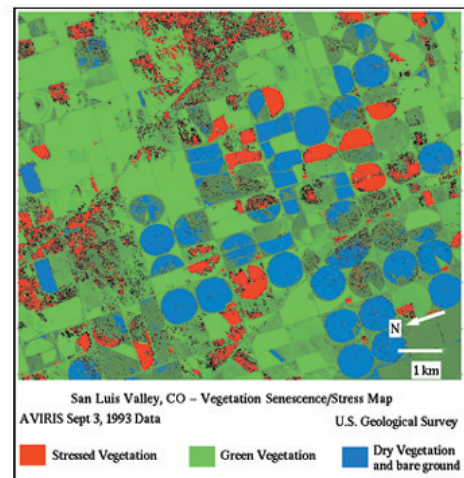 N
1 km
San Luis Valley, CO – Vegetation Senescence/Stress Map
AVIRIS Sept 3, 1993 Data
U.S. Geological Survey
Stressed Vegetation
Green Vegetation
Dry Vegetation
and bare ground